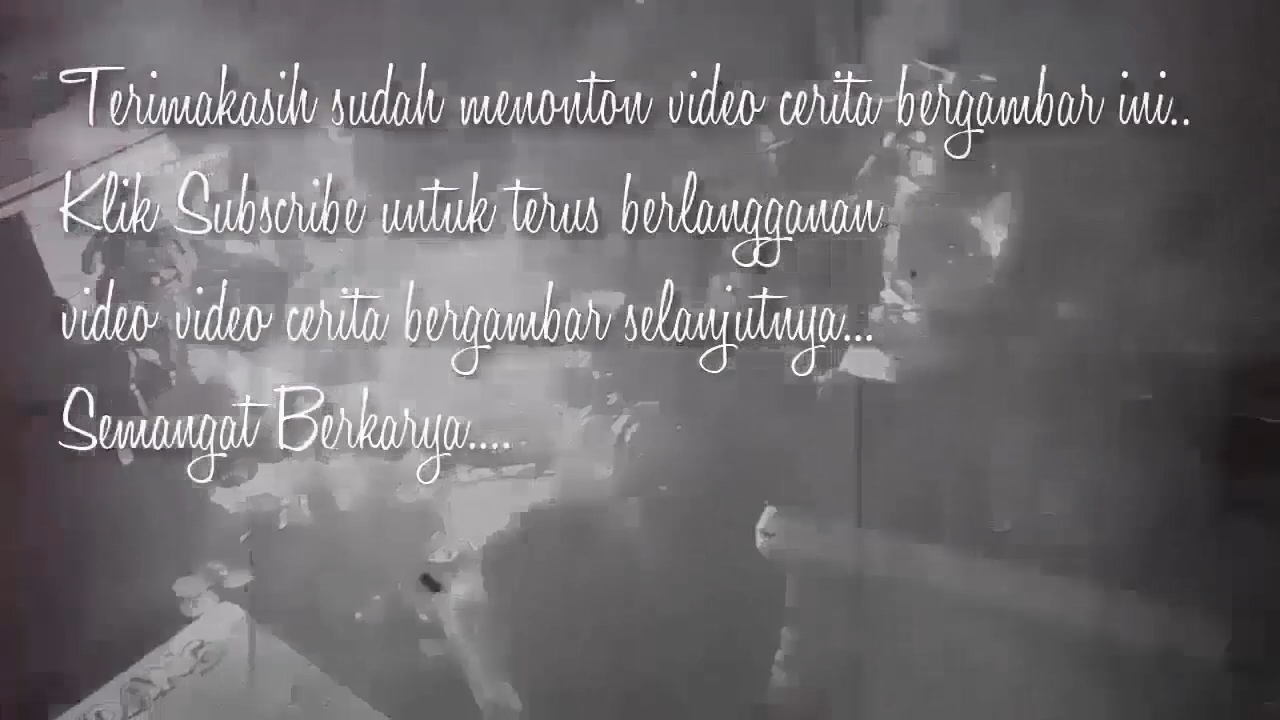 Terimakasih sudah menonton video cerita bergambar ini..
Klik Subscribe untuk terus berlangganan
video video cerita bergambar selanjutnya...
Semangat Berkarya....